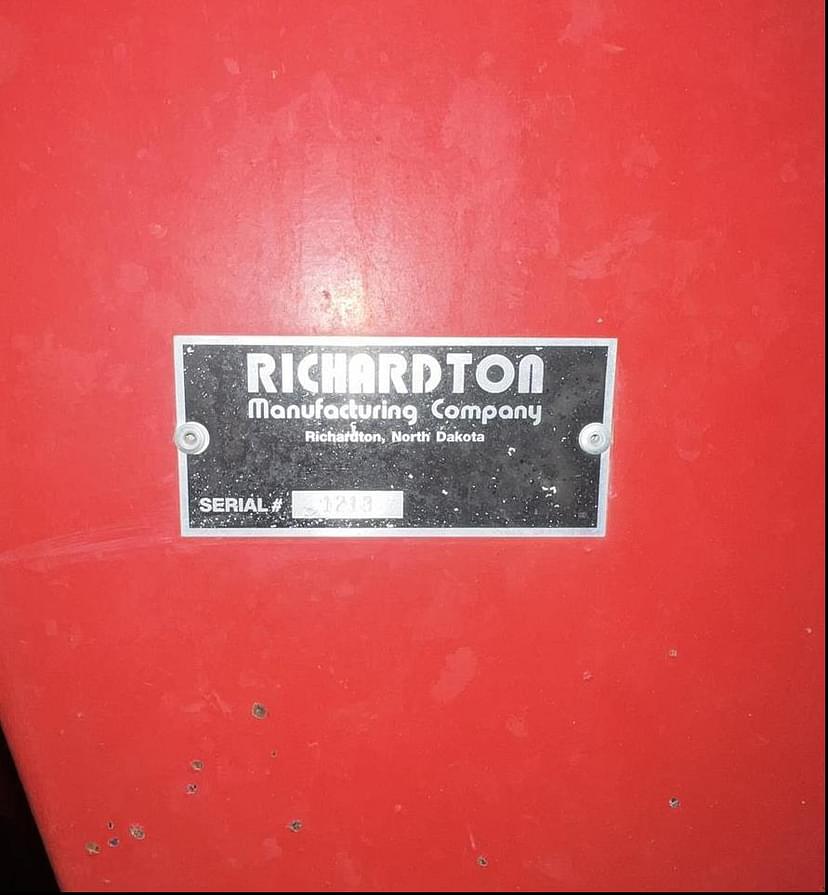 RICHARDTON
Manufacturing Company
Richardton, North Dakota
SERIAL #